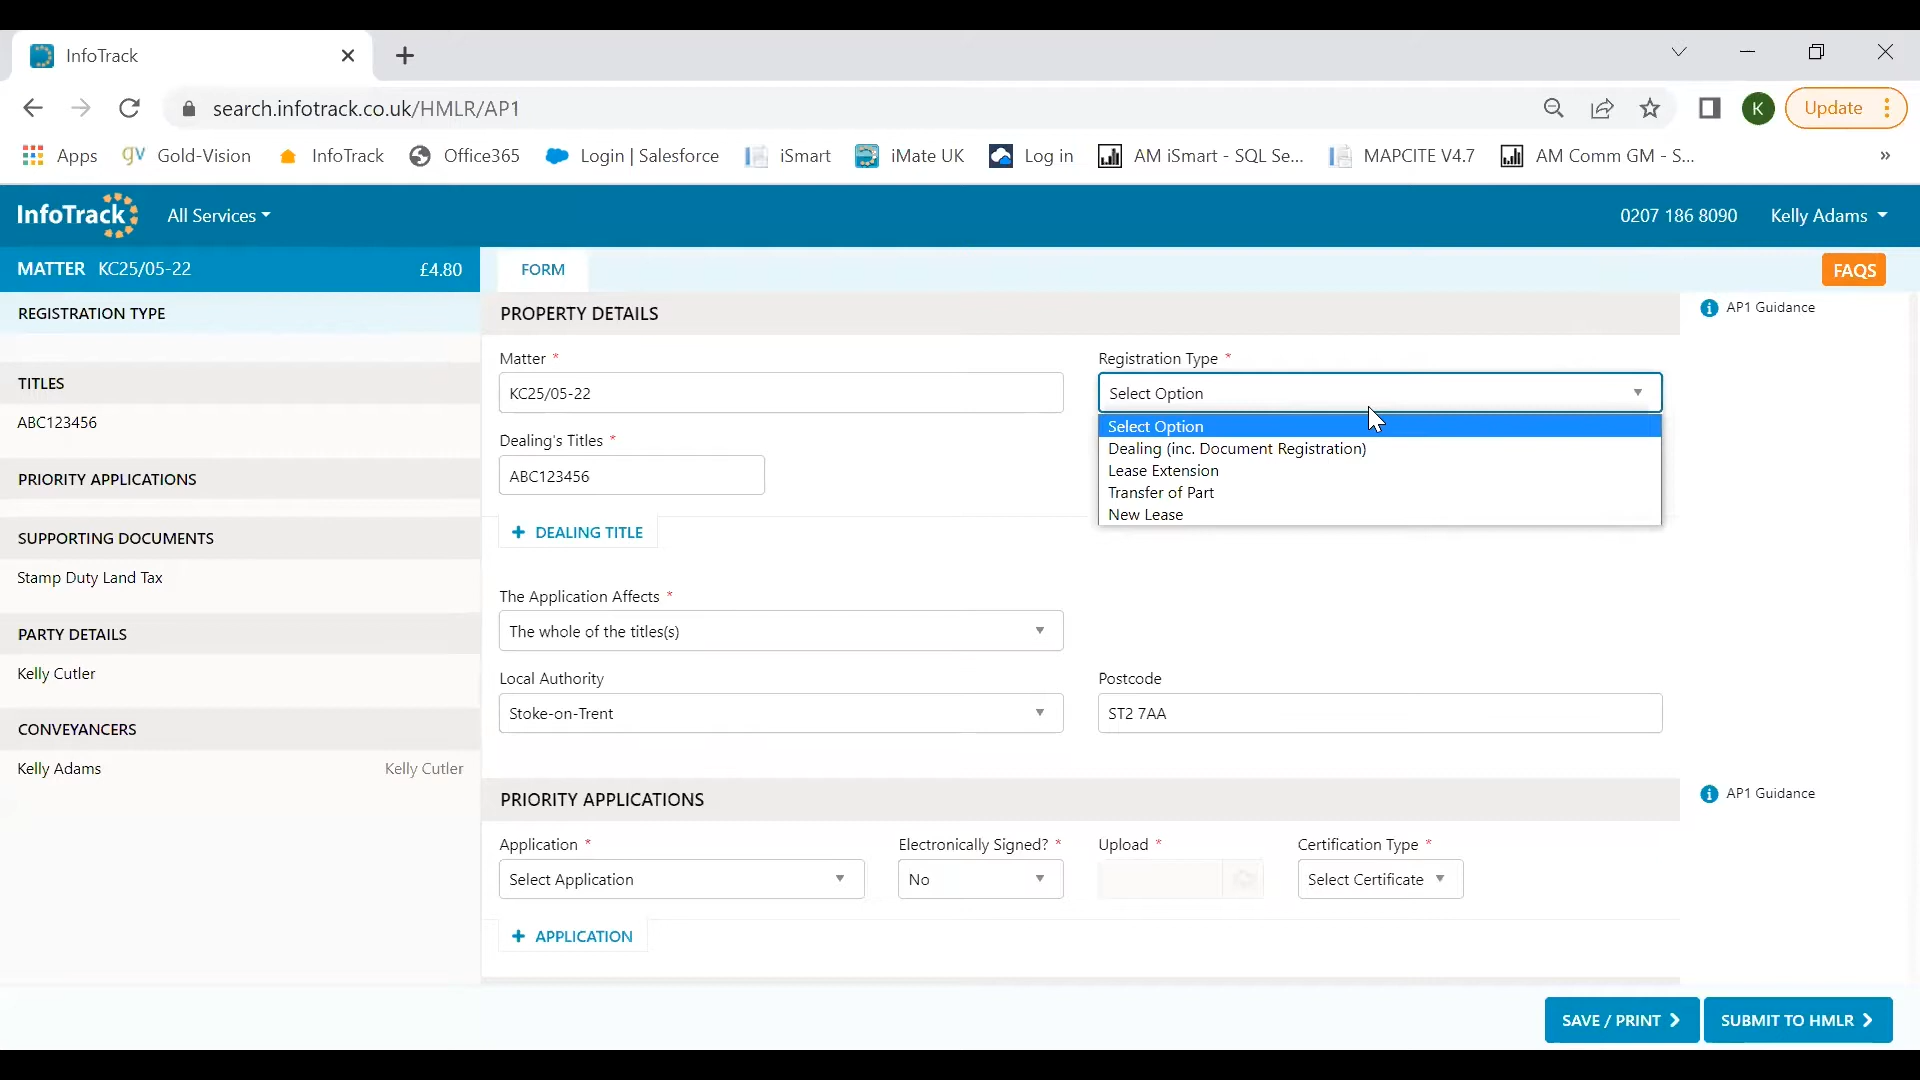 InfoTrack
search.infotrack.co.uk/HMLR/AP1
K
Update
Apps
Gold-Vision
InfoTrack
Office365
Login | Salesforce
iSmart
iMate UK
Log in
AM iSmart - SQL Se...
MAPCITE V4.7
AM Comm GM - S...
»
InfoTrack
All Services
0207 186 8090
Kelly Adams
MATTER KC25/05-22 £4.80
FORM
FAQS
REGISTRATION TYPE
TITLES
ABC123456
PRIORITY APPLICATIONS
SUPPORTING DOCUMENTS
Stamp Duty Land Tax
PARTY DETAILS
Kelly Cutler
CONVEYANCERS
Kelly Adams Kelly Cutler
PROPERTY DETAILS
AP1 Guidance
Matter *
KC25/05-22
Registration Type *
Select Option
Select Option
Dealing (inc. Document Registration)
Lease Extension
Transfer of Part
New Lease
Dealing's Titles *
ABC123456
+ DEALING TITLE
The Application Affects *
The whole of the titles(s)
Local Authority
Stoke-on-Trent
Postcode
ST2 7AA
PRIORITY APPLICATIONS
AP1 Guidance
Application *
Select Application
Electronically Signed? *
No
Upload *
Certification Type *
Select Certificate
+ APPLICATION
SAVE / PRINT
SUBMIT TO HMLR